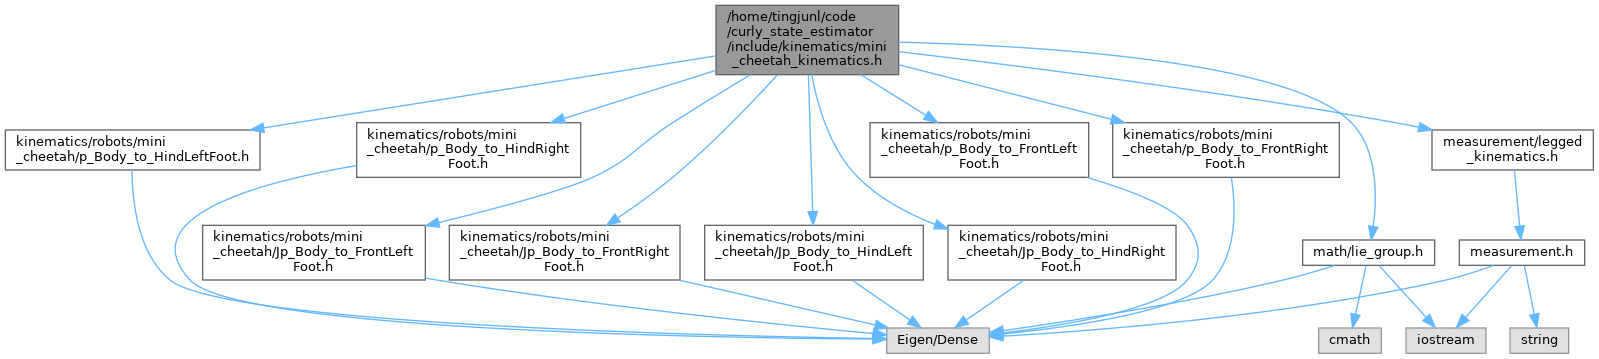 /home/tingjunl/code
/curly_state_estimator
/include/kinematics/mini
_cheetah_kinematics.h
kinematics/robots/mini
_cheetah/p_Body_to_HindLeftFoot.h
kinematics/robots/mini
_cheetah/p_Body_to_HindRight
Foot.h
kinematics/robots/mini
_cheetah/p_Body_to_FrontLeft
Foot.h
kinematics/robots/mini
_cheetah/p_Body_to_FrontRight
Foot.h
measurement/legged
_kinematics.h
kinematics/robots/mini
_cheetah/Jp_Body_to_FrontLeft
Foot.h
kinematics/robots/mini
_cheetah/Jp_Body_to_FrontRight
Foot.h
kinematics/robots/mini
_cheetah/Jp_Body_to_HindLeft
Foot.h
kinematics/robots/mini
_cheetah/Jp_Body_to_HindRight
Foot.h
math/lie_group.h
measurement.h
Eigen/Dense
cmath
iostream
string